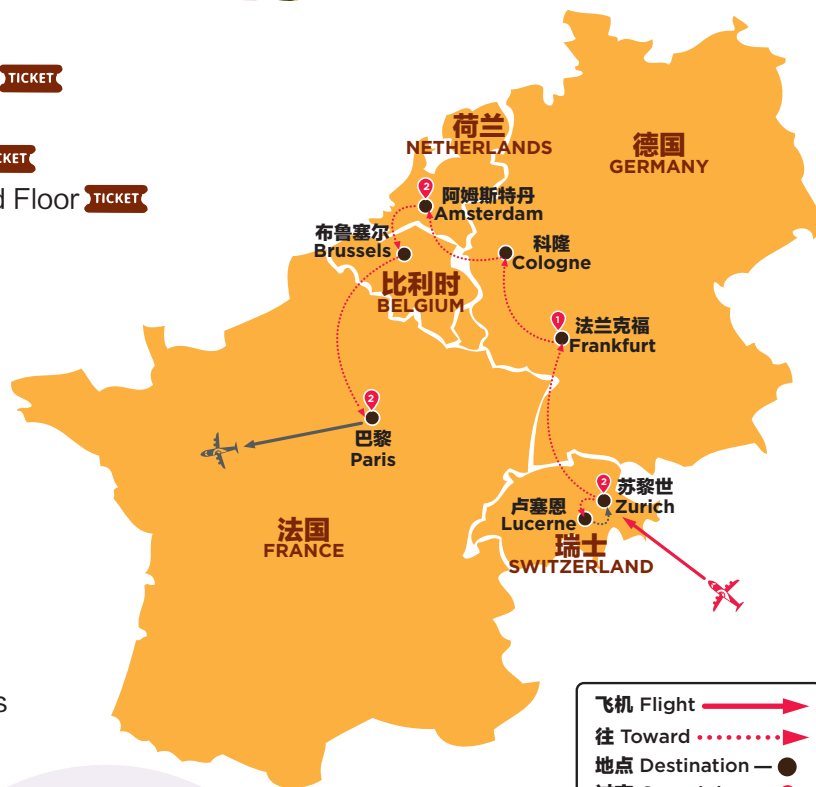 TICKET
d Floor TICKET
荷兰
NETHERLANDS
德国
GERMANY
2
阿姆斯特丹
Amsterdam
布鲁塞尔
Brussels
科隆
Cologne
比利时
BELGIUM
1
法兰克福
Frankfurt
2
巴黎
Paris
2
苏黎世
Zurich
卢塞恩
Lucerne
法国
FRANCE
瑞士
SWITZERLAND
s
飞机 Flight
往 Toward
地点 Destination